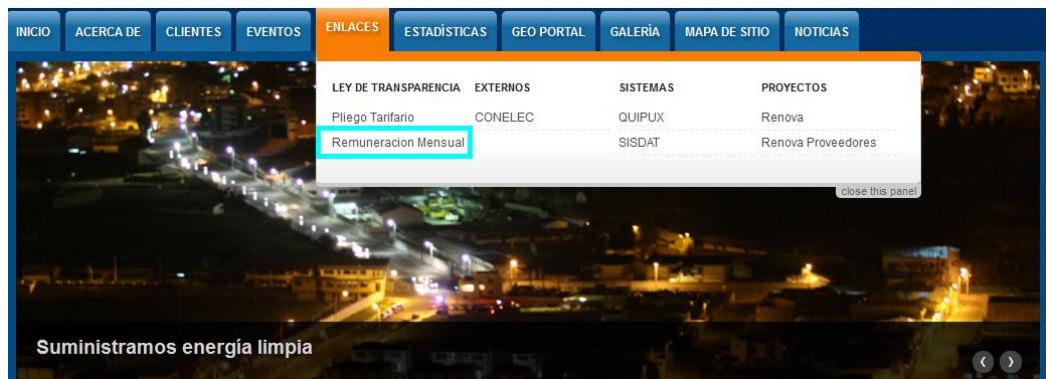 INICIO ACERCA DE CLIENTES EVENTOS ENLACES ESTADÍSTICAS GEO PORTAL GALERÍA MAPA DE SITIO NOTICIAS
LEY DE TRANSPARENCIA EXTERNOS SISTEMAS PROYECTOS
Pliego Tarifario CONELEC QUIPUX Renova
Remuneracion Mensual SISDAT Renova Proveedores
close this panel
Suministramos energía limpia